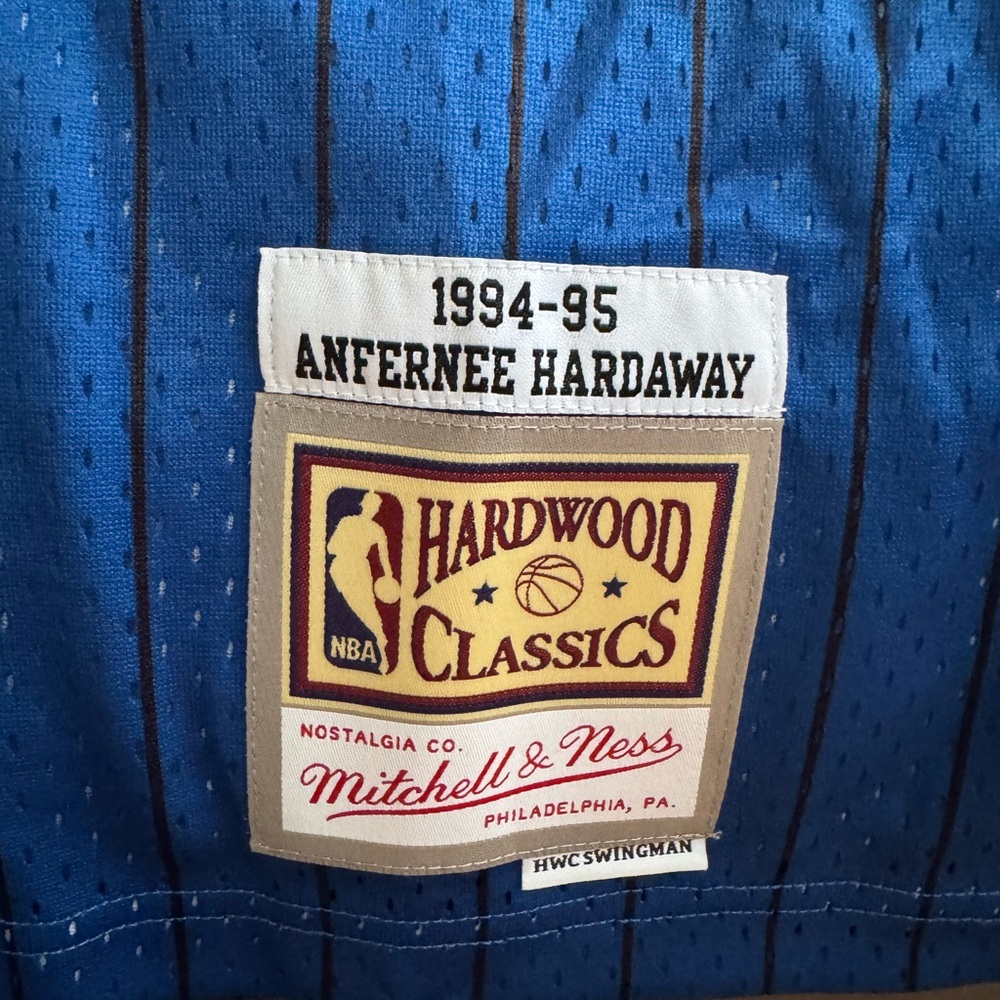 1994-95
ANFERNEE HARDAWAY
HARDWOOD
CLASSICS
NBA
NOSTALGIA CO.
Mitchell & Ness
PHILADELPHIA, PA.
HWC SWINGMAN